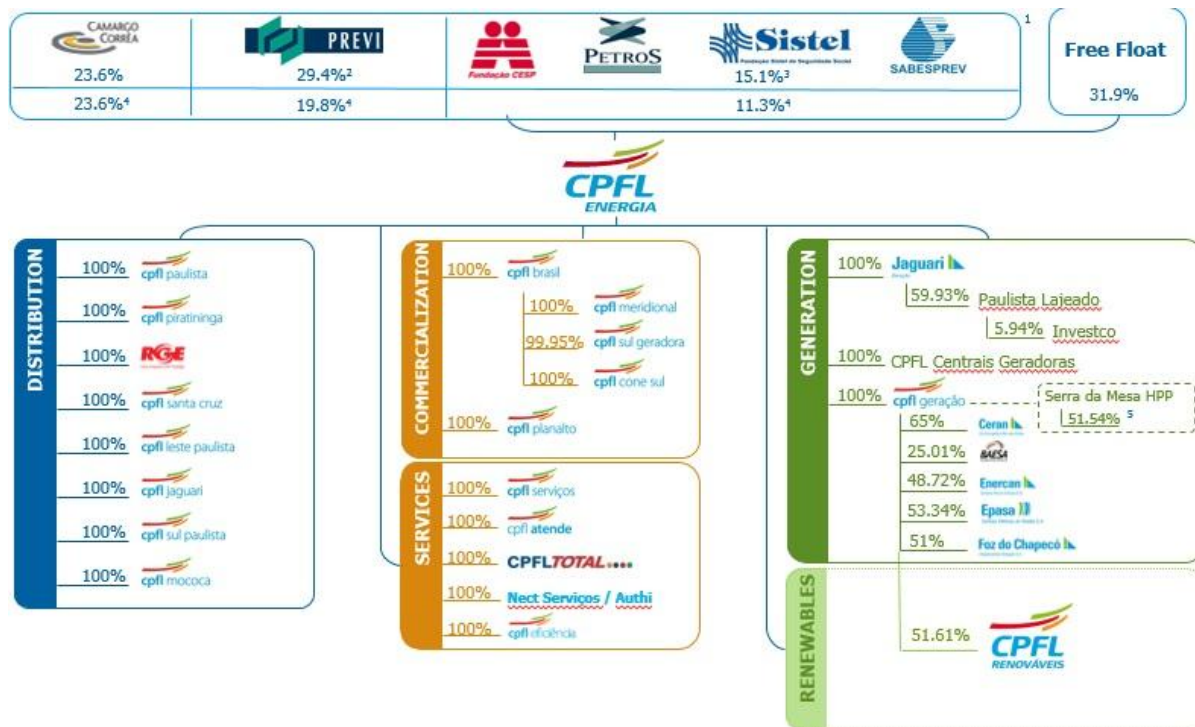 CAMARGO
CORRÊA
23.6%
23.6%⁴
PREVI
29.4%²
19.8%⁴
Fundação CESP
PETROS
Sistel
Fundação Sistel de Seguridade Social
SABESPREV
15.1%³
11.3%⁴
1
Free Float
31.9%
CPFL
ENERGIA
DISTRIBUTION
100% cpfl paulista
100% cpfl piratininga
100% RGE
100% cpfl santa cruz
100% cpfl leste paulista
100% cpfl jaguari
100% cpfl sul paulista
100% cpfl mococa
COMMERCIALIZATION
100% cpfl brasil
100% cpfl meridional
99.95% cpfl sul geradora
100% cpfl cone sul
100% cpfl planalto
SERVICES
100% cpfl serviços
100% cpfl atende
100% CPFLTOTAL
100% Nect Serviços / Authi
100% cpfl eficiência
GENERATION
100% Jaguari
59.93% Paulista Lajeado
5.94% Investco
100% CPFL Centrais Geradoras
100% cpfl geração
Serra da Mesa HPP
51.54% ⁵
65% Ceran
25.01% BAESA
48.72% Enercan
53.34% Epasa
51% Foz do Chapecó
RENEWABLES
51.61% CPFL
RENOVÁVEIS